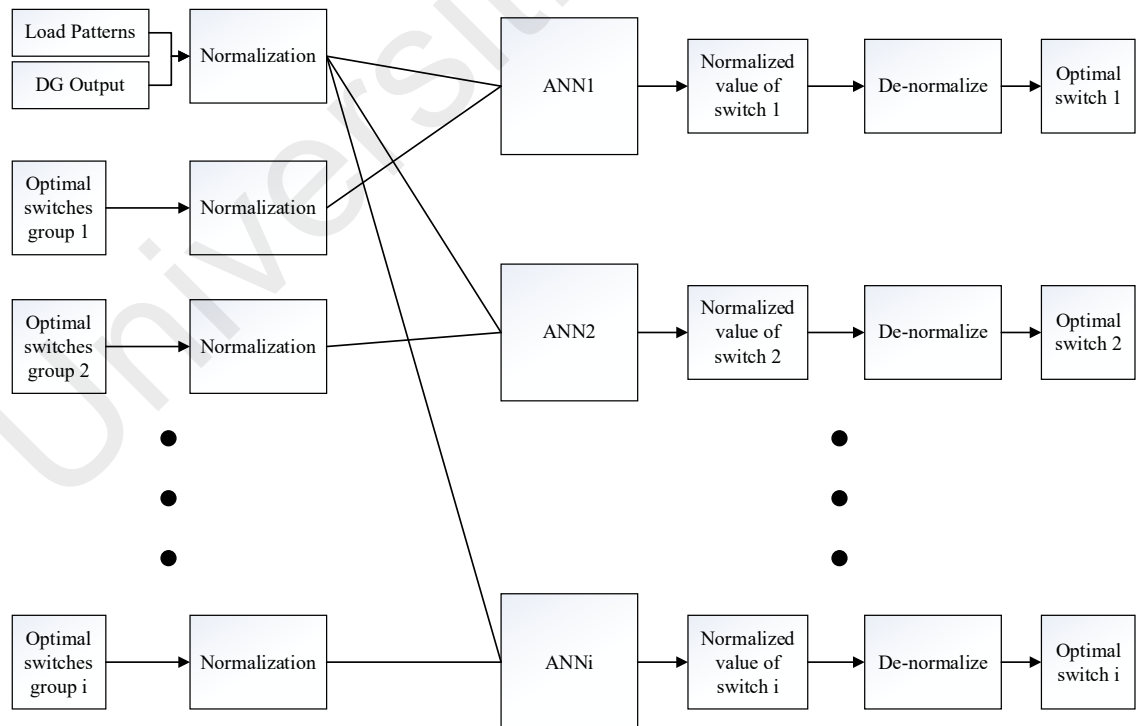 Load Patterns
DG Output
Normalization
ANN1
Normalized
value of
switch 1
De-normalize
Optimal
switch 1
Optimal
switches
group 1
Normalization
Optimal
switches
group 2
Normalization
ANN2
Normalized
value of
switch 2
De-normalize
Optimal
switch 2
Optimal
switches
group i
Normalization
ANNi
Normalized
value of
switch i
De-normalize
Optimal
switch i
Universiti